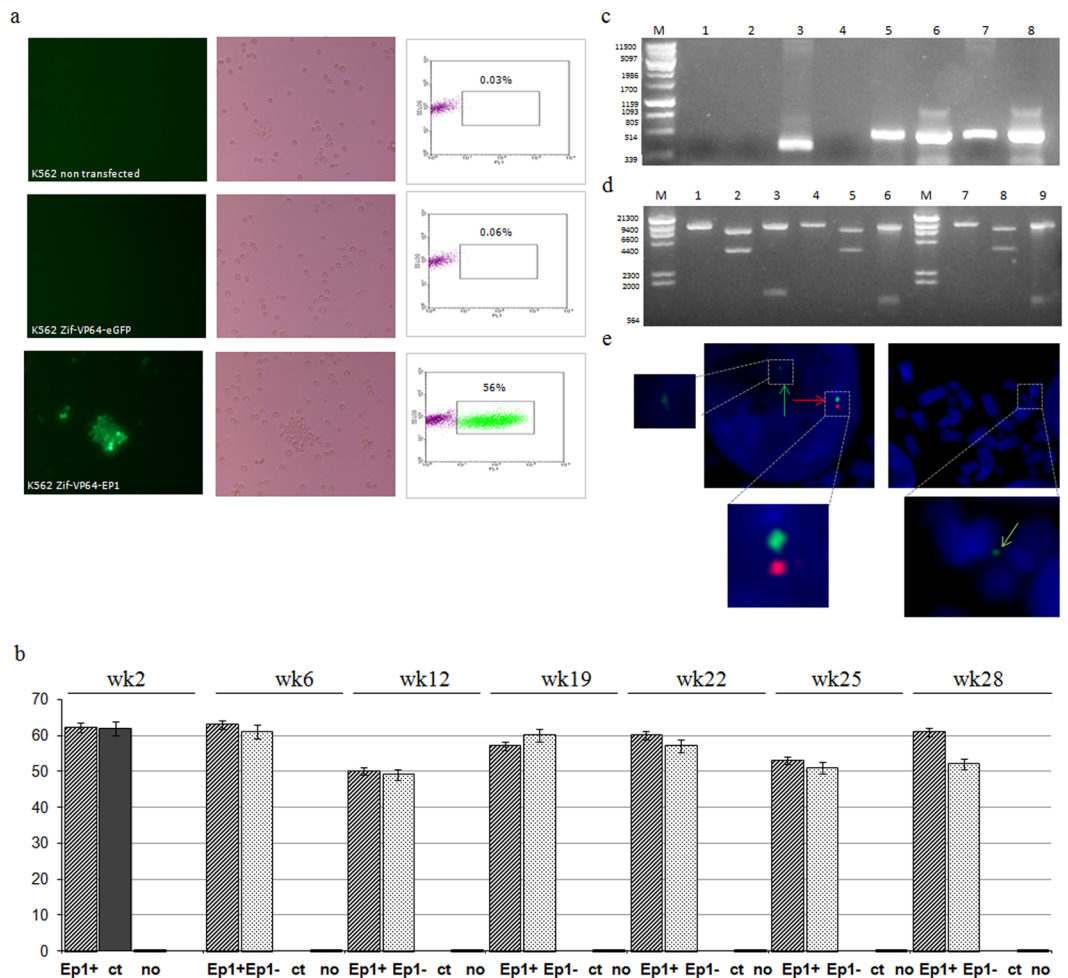 a
K562 non transfected
0.03%
FL1
K562 Zif-VP64-eGFP
0.06%
FL1
K562 Zif-VP64-EP1
56%
FL1
c
M 1 2 3 4 5 6 7 8
11500
5097
1986
1700
1159
1093
805
514
339
d
M 1 2 3 4 5 6 M 7 8 9
21300
9400
6600
4400
2300
2000
564
e
b
wk2 wk6 wk12 wk19 wk22 wk25 wk28
70
60
50
40
30
20
10
0
Ep1+ ct no Ep1+Ep1- ct no Ep1+ Ep1- ct no Ep1+ Ep1- ct no Ep1+ Ep1- ct no Ep1+ Ep1- ct no Ep1+ Ep1- ct no